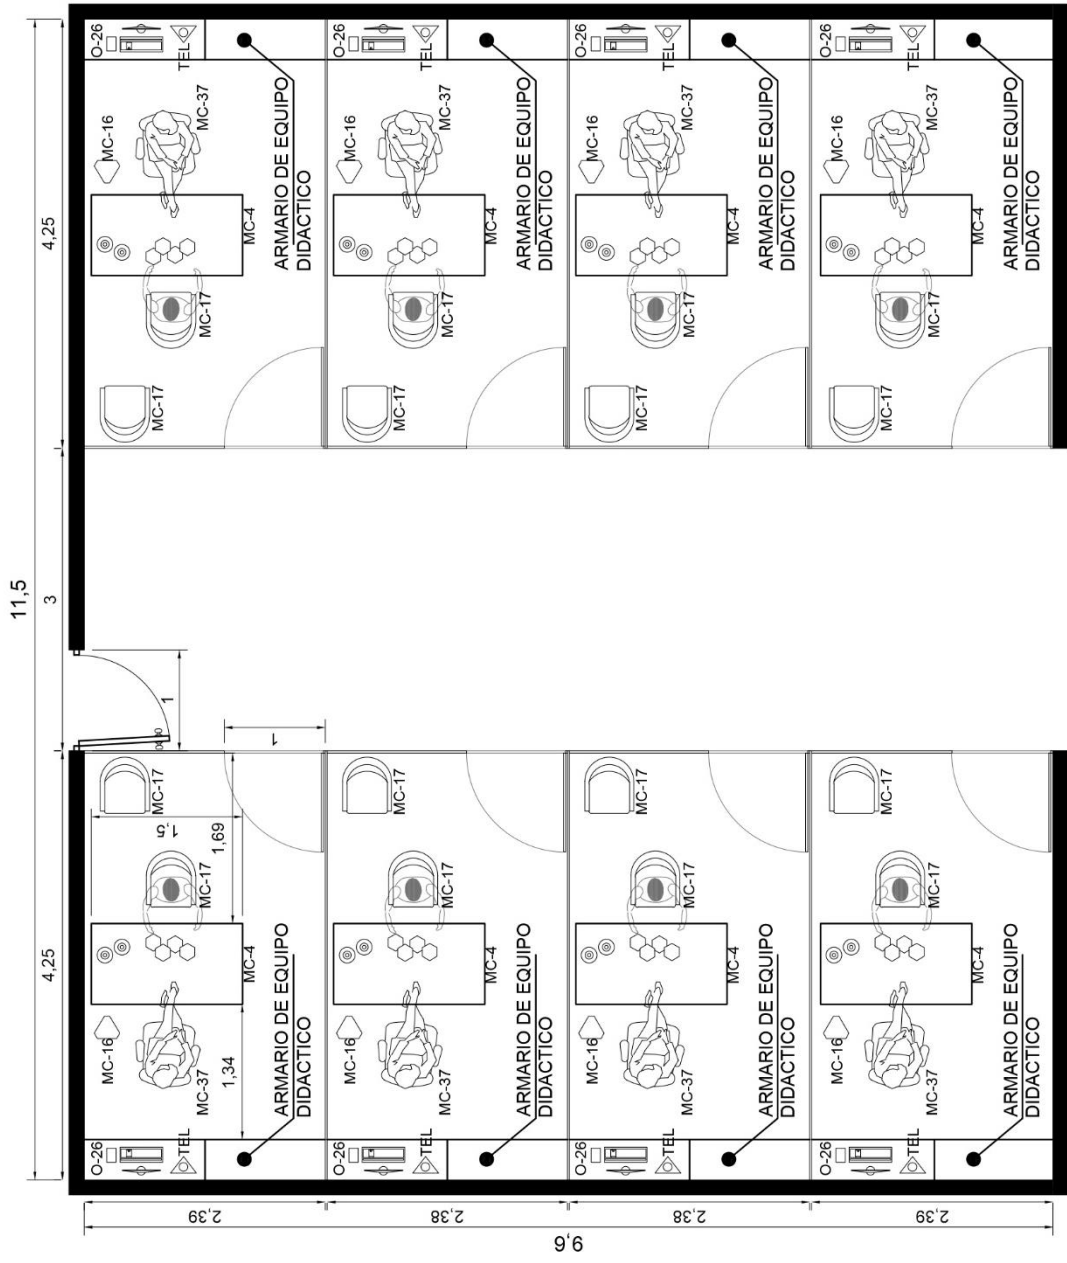 11,5
4,25
3
4,25
O-26
TEL
MC-16
MC-37
ARMARIO DE EQUIPO
DIDACTICO
MC-4
MC-17
MC-17
O-26
TEL
MC-16
MC-37
ARMARIO DE EQUIPO
DIDACTICO
MC-4
MC-17
MC-17
O-26
TEL
MC-16
MC-37
ARMARIO DE EQUIPO
DIDACTICO
MC-4
MC-17
MC-17
O-26
TEL
MC-16
MC-37
ARMARIO DE EQUIPO
DIDACTICO
MC-4
MC-17
MC-17
1
1
MC-17
1,5
1,69
MC-17
MC-4
MC-16
MC-37
1,34
ARMARIO DE EQUIPO
DIDACTICO
O-26
TEL
MC-17
MC-17
MC-4
MC-16
MC-37
ARMARIO DE EQUIPO
DIDACTICO
O-26
TEL
MC-17
MC-17
MC-4
MC-16
MC-37
ARMARIO DE EQUIPO
DIDACTICO
O-26
TEL
MC-17
MC-17
MC-4
MC-16
MC-37
ARMARIO DE EQUIPO
DIDACTICO
O-26
TEL
2,39
2,38
2,38
2,39
9,6